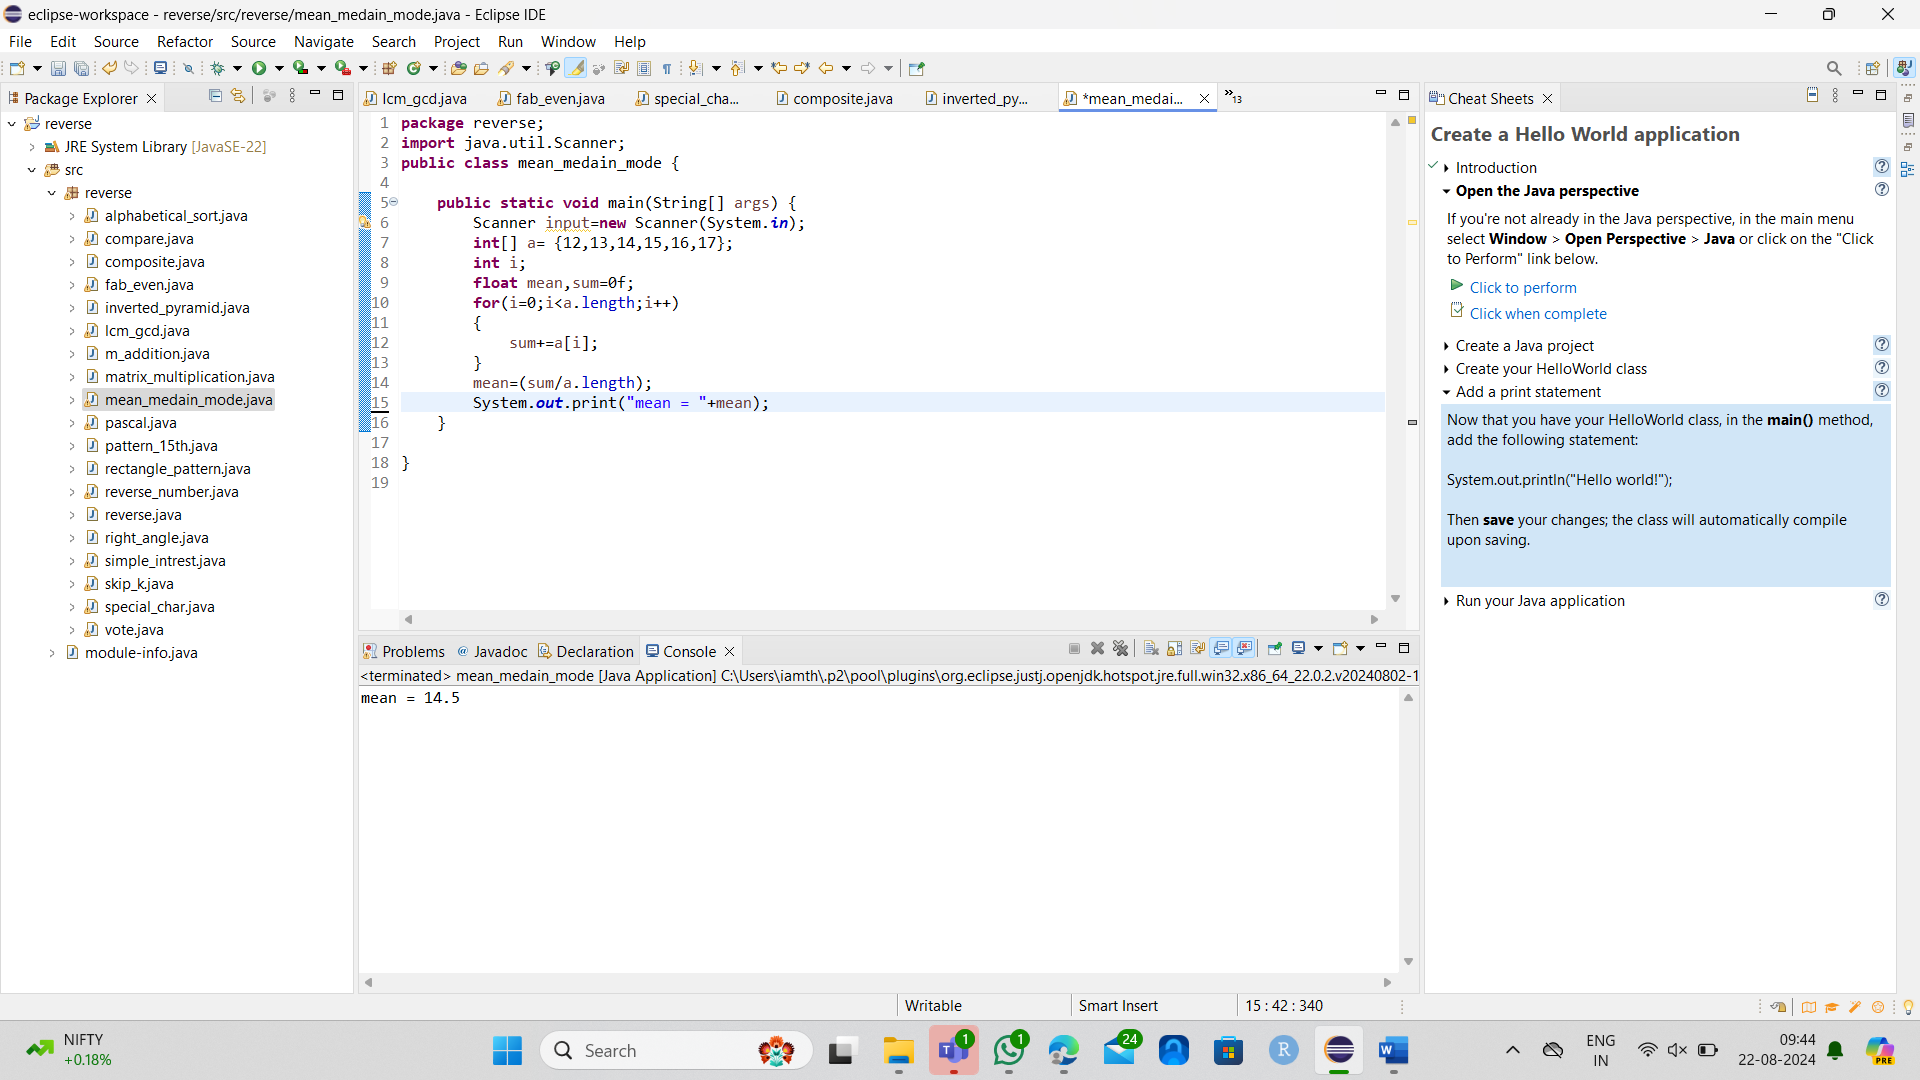 eclipse-workspace - reverse/src/reverse/mean_medain_mode.java - Eclipse IDE
File Edit Source Refactor Source Navigate Search Project Run Window Help
Package Explorer
reverse
JRE System Library [JavaSE-22]
src
reverse
alphabetical_sort.java
compare.java
composite.java
fab_even.java
inverted_pyramid.java
lcm_gcd.java
m_addition.java
matrix_multiplication.java
mean_medain_mode.java
pascal.java
pattern_15th.java
rectangle_pattern.java
reverse_number.java
reverse.java
right_angle.java
simple_intrest.java
skip_k.java
special_char.java
vote.java
module-info.java
lcm_gcd.java fab_even.java special_cha... composite.java inverted_py... *mean_medai... »13
1 package reverse;
2 import java.util.Scanner;
3 public class mean_medain_mode {
4
5 public static void main(String[] args) {
6 Scanner input=new Scanner(System.in);
7 int[] a= {12,13,14,15,16,17};
8 int i;
9 float mean,sum=0f;
10 for(i=0;i<a.length;i++)
11 {
12 sum+=a[i];
13 }
14 mean=(sum/a.length);
15 System.out.print("mean = "+mean);
16 }
17
18 }
19
Problems @ Javadoc Declaration Console
<terminated> mean_medain_mode [Java Application] C:\Users\iamth\.p2\pool\plugins\org.eclipse.justj.openjdk.hotspot.jre.full.win32.x86_64_22.0.2.v20240802-1
mean = 14.5
Cheat Sheets
Create a Hello World application
Introduction
Open the Java perspective
If you're not already in the Java perspective, in the main menu
select Window > Open Perspective > Java or click on the "Click
to Perform" link below.
Click to perform
Click when complete
Create a Java project
Create your HelloWorld class
Add a print statement
Now that you have your HelloWorld class, in the main() method,
add the following statement:
System.out.println("Hello world!");
Then save your changes; the class will automatically compile
upon saving.
Run your Java application
Writable Smart Insert 15 : 42 : 340
NIFTY
+0.18%
Search
1
1
24
R
ENG
IN
09:44
22-08-2024
PRE